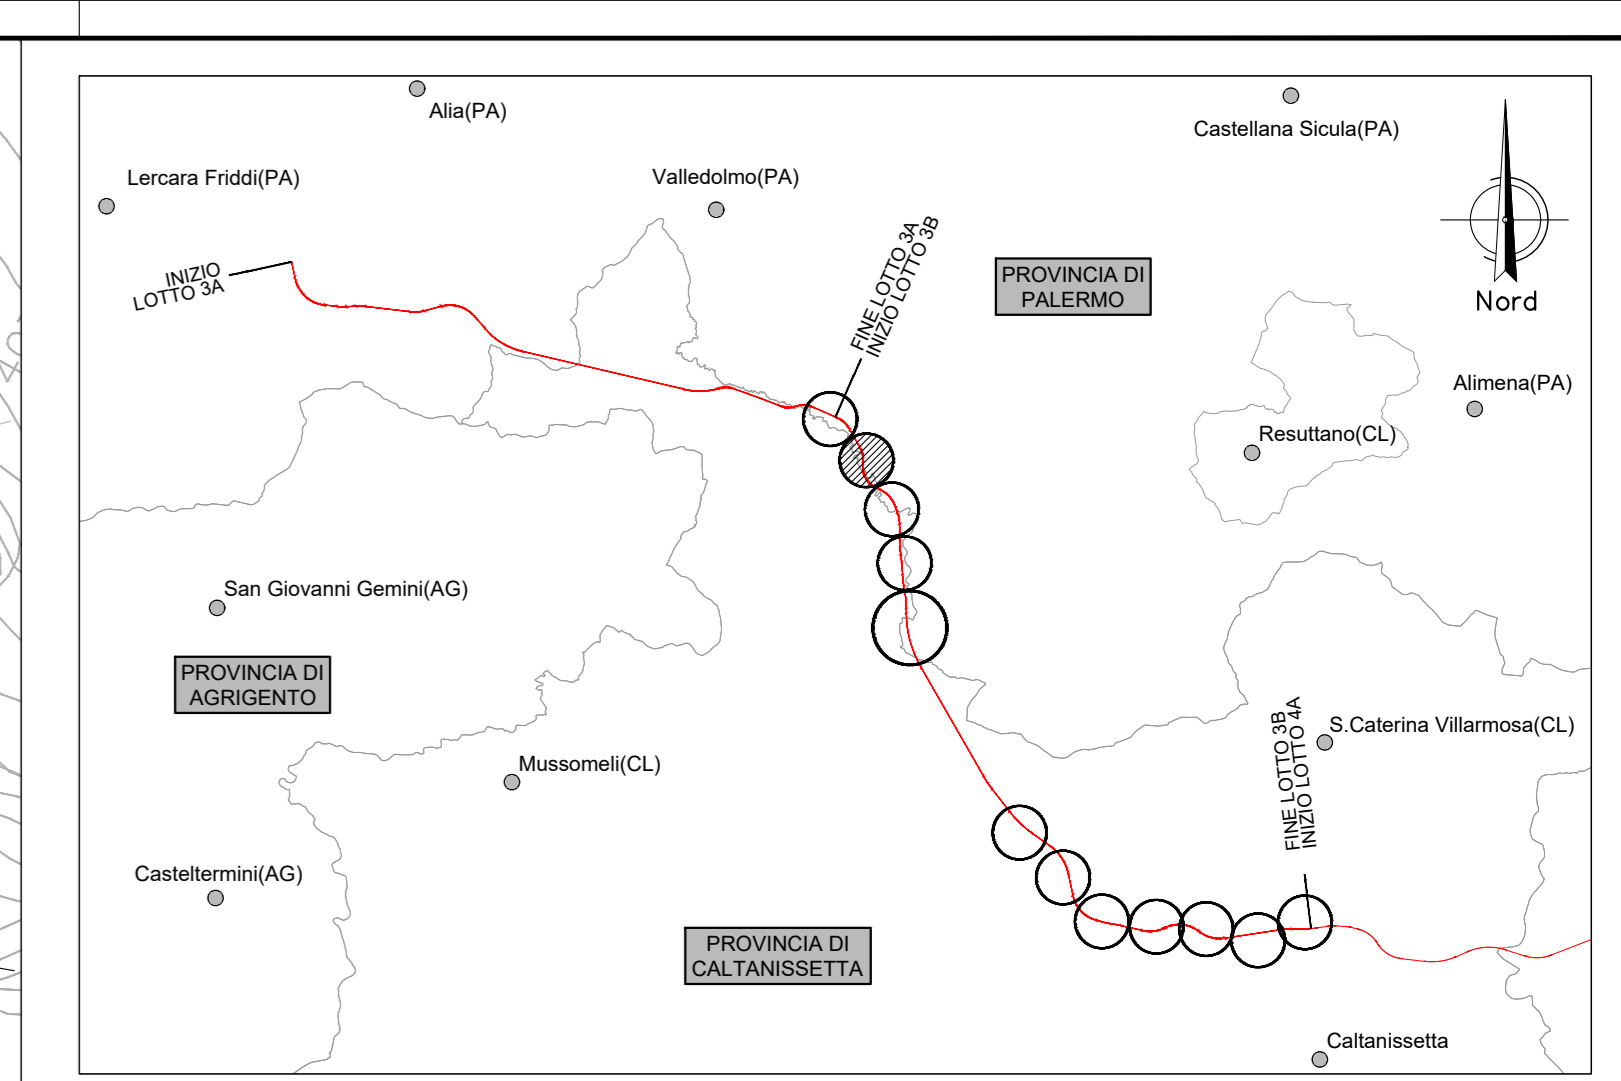 Alia(PA)
Castellana Sicula(PA)
Lercara Friddi(PA)
Valledolmo(PA)
INIZIO
LOTTO 3A
FINE LOTTO 3A
INIZIO LOTTO 3B
PROVINCIA DI
PALERMO
Nord
Alimena(PA)
Resuttano(CL)
San Giovanni Gemini(AG)
PROVINCIA DI
AGRIGENTO
Mussomeli(CL)
FINE LOTTO 3B
INIZIO LOTTO 4A
S.Caterina Villarmosa(CL)
Casteltermini(AG)
PROVINCIA DI
CALTANISSETTA
Caltanissetta